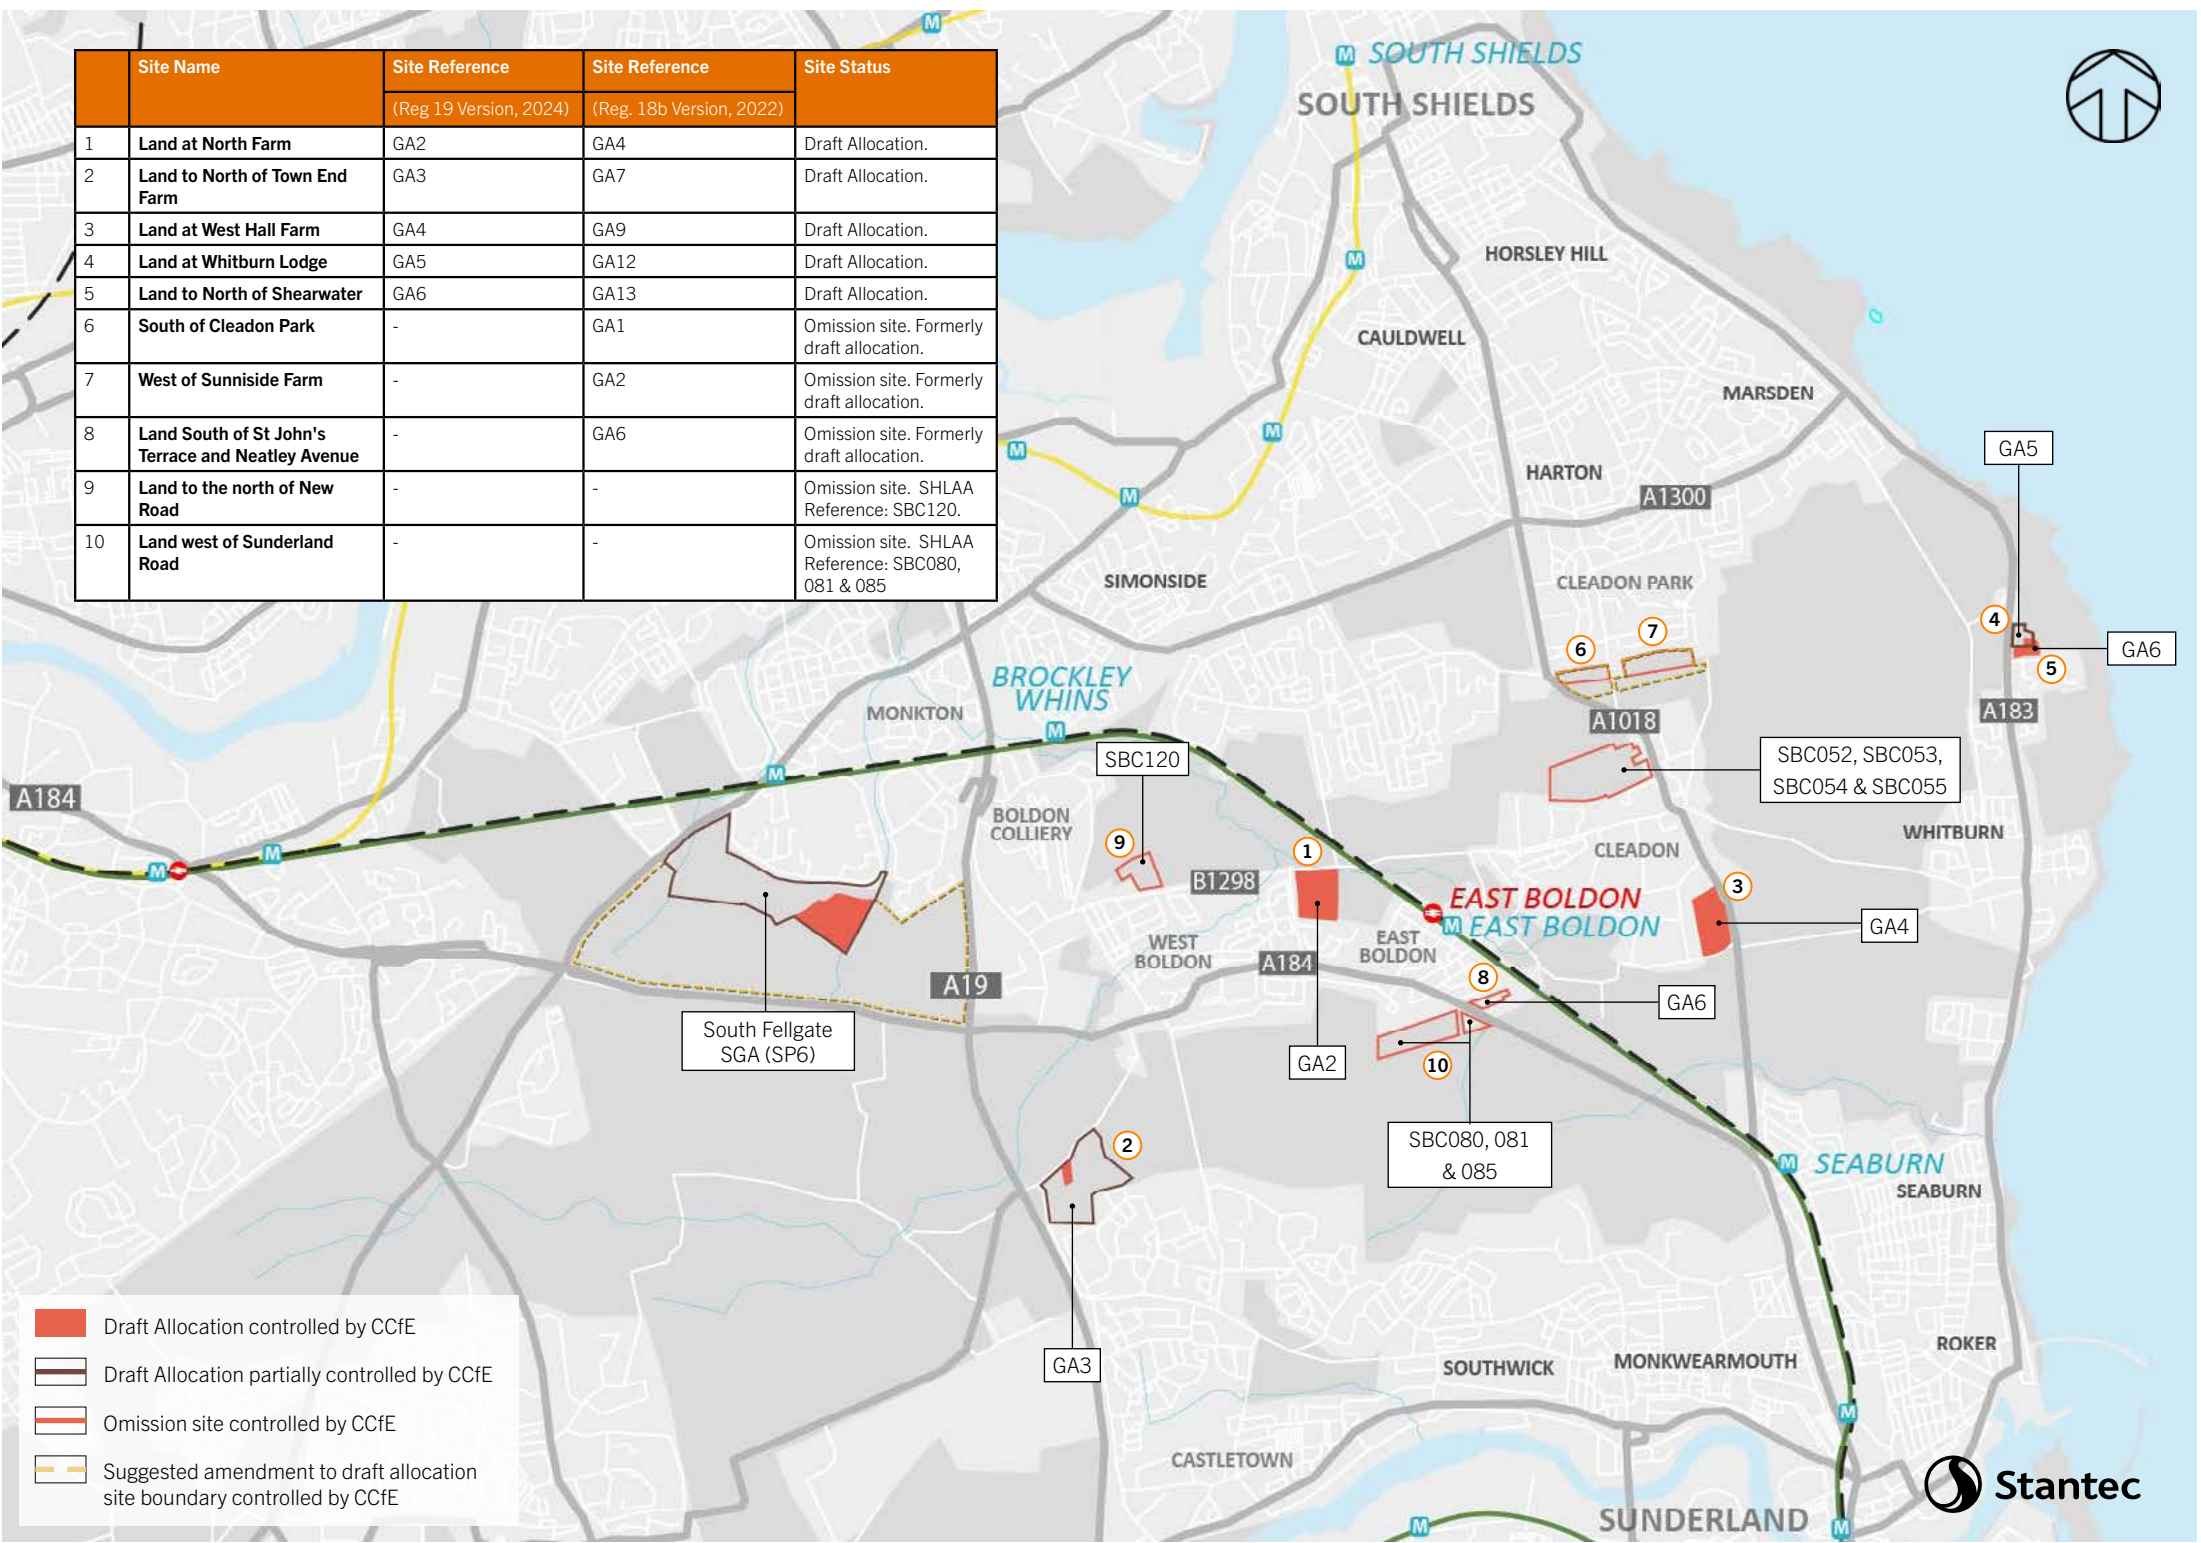 Site Name
Site Reference
Site Reference
Site Status
(Reg 19 Version, 2024)
(Reg. 18b Version, 2022)
1
Land at North Farm
GA2
GA4
Draft Allocation.
2
Land to North of Town End
Farm
GA3
GA7
Draft Allocation.
3
Land at West Hall Farm
GA4
GA9
Draft Allocation.
4
Land at Whitburn Lodge
GA5
GA12
Draft Allocation.
5
Land to North of Shearwater
GA6
GA13
Draft Allocation.
6
South of Cleadon Park
-
GA1
Omission site. Formerly
draft allocation.
7
West of Sunniside Farm
-
GA2
Omission site. Formerly
draft allocation.
8
Land South of St John's
Terrace and Neatley Avenue
-
GA6
Omission site. Formerly
draft allocation.
9
Land to the north of New
Road
-
-
Omission site. SHLAA
Reference: SBC120.
10
Land west of Sunderland
Road
-
-
Omission site. SHLAA
Reference: SBC080,
081 & 085
M
M SOUTH SHIELDS
SOUTH SHIELDS
HORSLEY HILL
M
CAULDWELL
MARSDEN
M
M
GA5
HARTON
A1300
M
SIMONSIDE
CLEADON PARK
4
7
6
GA6
5
BROCKLEY
WHINS
MONKTON
A183
A1018
M
SBC120
SBC052, SBC053,
SBC054 & SBC055
M
A184
BOLDON
COLLIERY
WHITBURN
9
1
CLEADON
M
M
B1298
3
EAST BOLDON
M EAST BOLDON
GA4
WEST
BOLDON
EAST
BOLDON
A184
8
A19
GA6
South Fellgate
SGA (SP6)
GA2
10
SBC080, 081
& 085
2
M SEABURN
SEABURN
Draft Allocation controlled by CCfE
Draft Allocation partially controlled by CCfE
Omission site controlled by CCfE
Suggested amendment to draft allocation
site boundary controlled by CCfE
ROKER
GA3
SOUTHWICK
MONKWEARMOUTH
M
CASTLETOWN
Stantec
SUNDERLAND
M
M